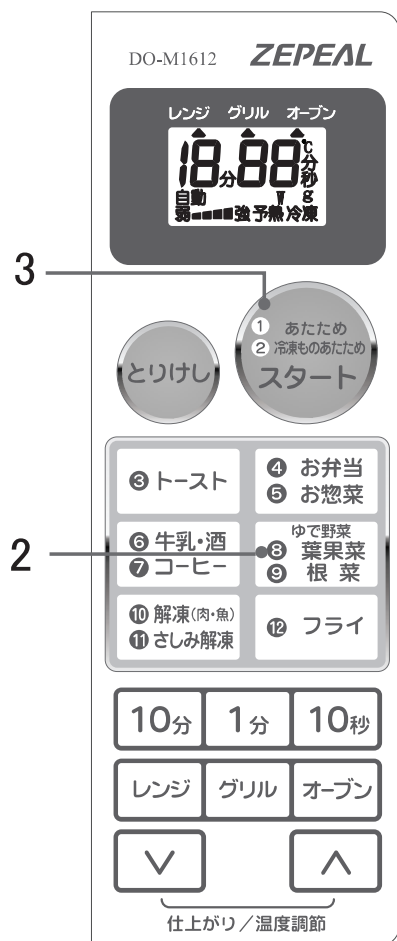 DO-M1612 ZEPEAL
レンジ グリル オーブン
18分88℃分秒
自動 g
弱 強 予熱 冷凍
3
① あたため
② 冷凍ものあたため
スタート
とりけし
❸ トースト
❹ お弁当
❺ お惣菜
2
❻ 牛乳・酒
❼ コーヒー
ゆで野菜
❽ 葉果菜
❾ 根 菜
❿ 解凍(肉・魚)
⓫ さしみ解凍
⓬ フライ
10分 1分 10秒
レンジ グリル オーブン
∨ ∧
仕上がり/温度調節